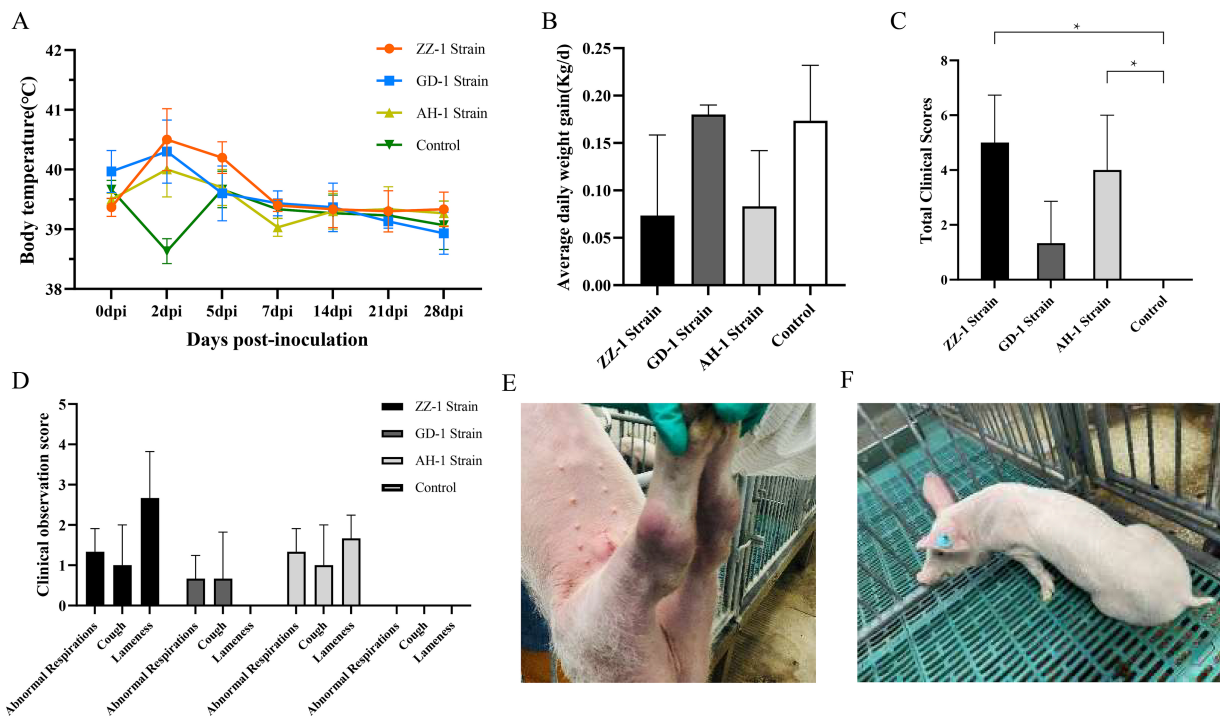 A
Body temperature(°C)
42
41
40
39
38
0dpi 2dpi 5dpi 7dpi 14dpi 21dpi 28dpi
Days post-inoculation
ZZ-1 Strain
GD-1 Strain
AH-1 Strain
Control
B
Average daily weight gain(Kg/d)
0.25
0.20
0.15
0.10
0.05
0.00
ZZ-1 Strain
GD-1 Strain
AH-1 Strain
Control
C
Total Clinical Scores
8
6
4
2
0
*
*
ZZ-1 Strain
GD-1 Strain
AH-1 Strain
Control
D
Clinical observation score
5
4
3
2
1
0
ZZ-1 Strain
GD-1 Strain
AH-1 Strain
Control
Abnormal Respirations
Cough
Lameness
Abnormal Respirations
Cough
Lameness
Abnormal Respirations
Cough
Lameness
Abnormal Respirations
Cough
Lameness
E
F